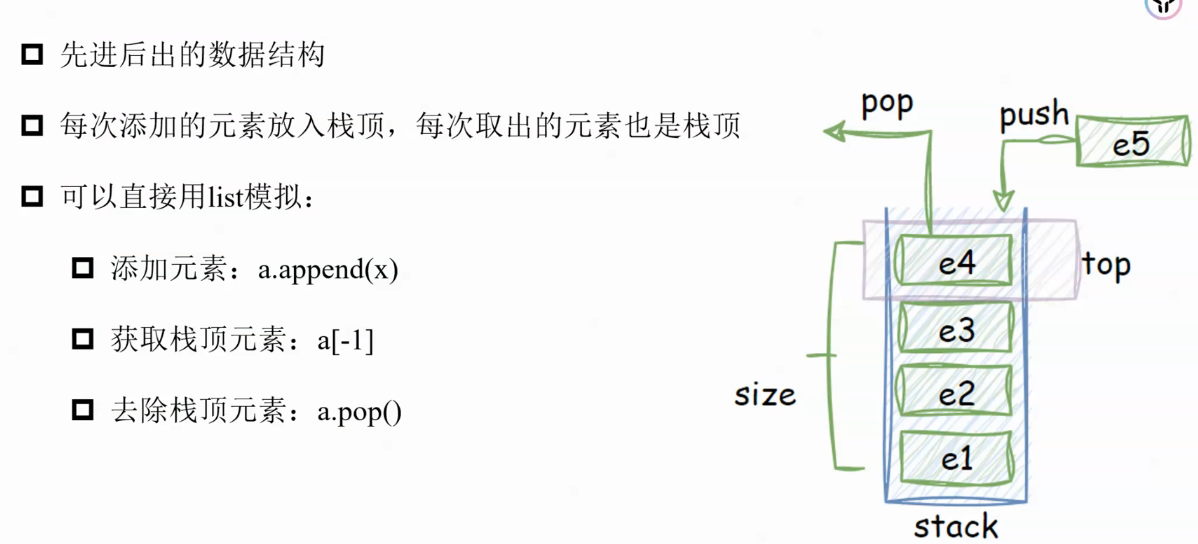 先进后出的数据结构
每次添加的元素放入栈顶，每次取出的元素也是栈顶
可以直接用list模拟：
添加元素：a.append(x)
获取栈顶元素：a[-1]
去除栈顶元素：a.pop()
pop
push
e5
e4
top
e3
size
e2
e1
stack